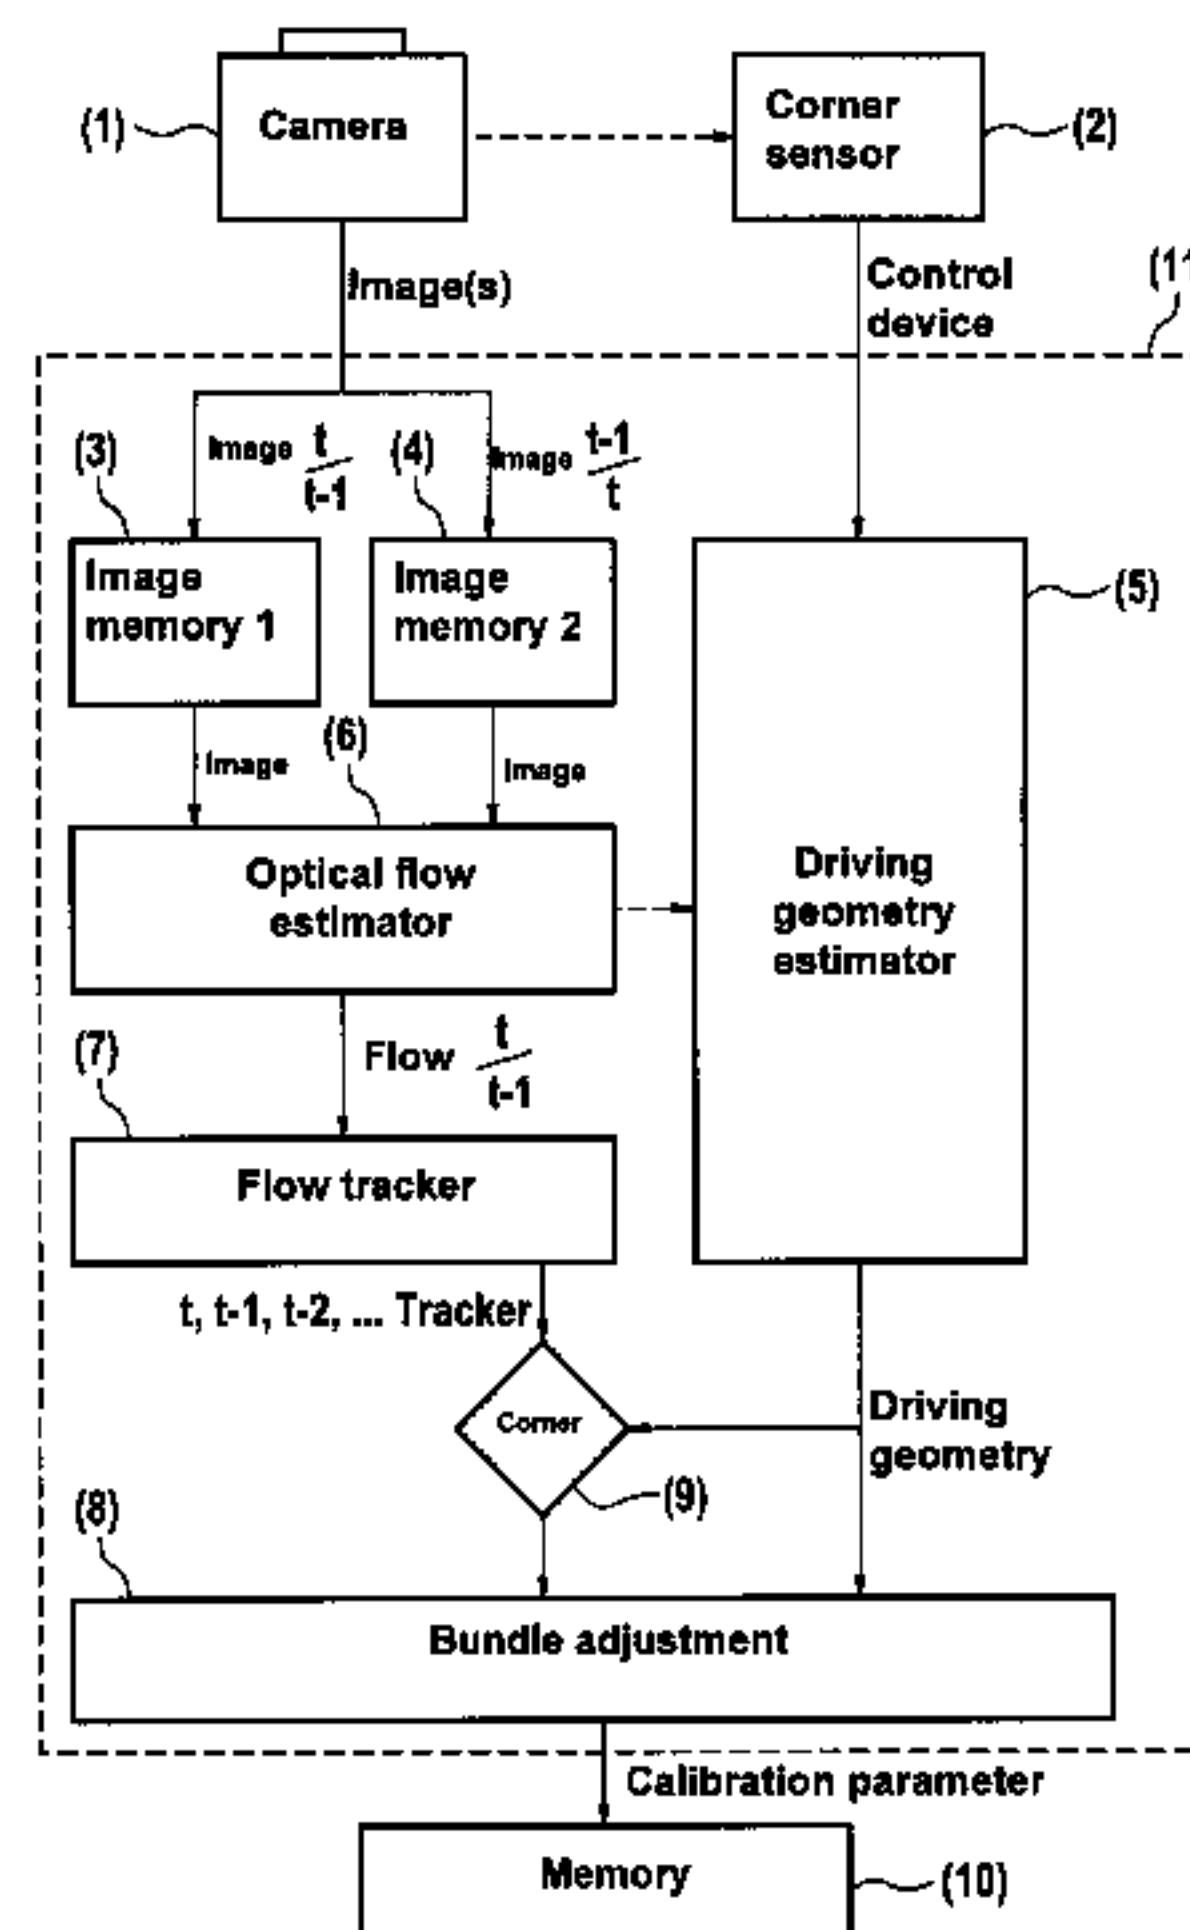 (1)
Camera
Corner
sensor
(2)
Image(s)
Control
device
(11
(3)
Image t/t-1
(4)
Image t-1/t
Image
memory 1
Image
memory 2
(5)
(6)
Image
Image
Optical flow
estimator
Driving
geometry
estimator
(7)
Flow t/t-1
Flow tracker
t, t-1, t-2, ... Tracker
Corner
Driving
geometry
(9)
(8)
Bundle adjustment
Calibration parameter
Memory
(10)